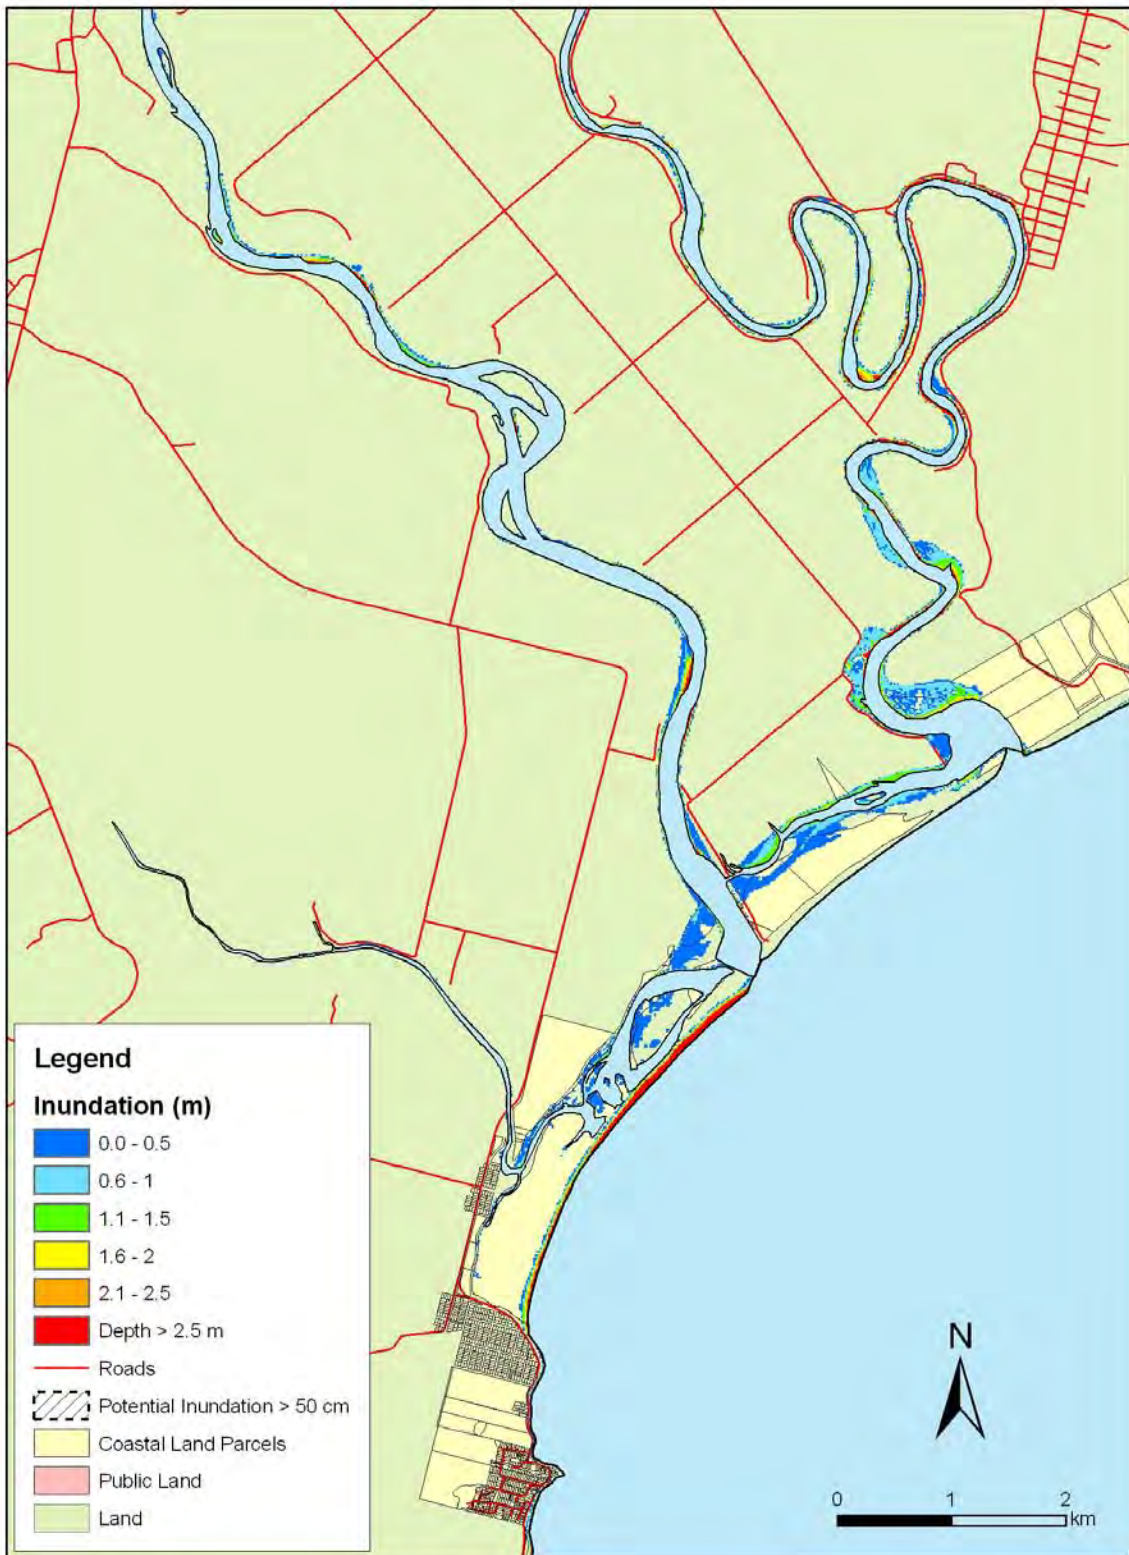 Legend
Inundation (m)
0.0 - 0.5
0.6 - 1
1.1 - 1.5
1.6 - 2
2.1 - 2.5
Depth > 2.5 m
Roads
Potential Inundation > 50 cm
Coastal Land Parcels
Public Land
Land
N
0 1 2
km